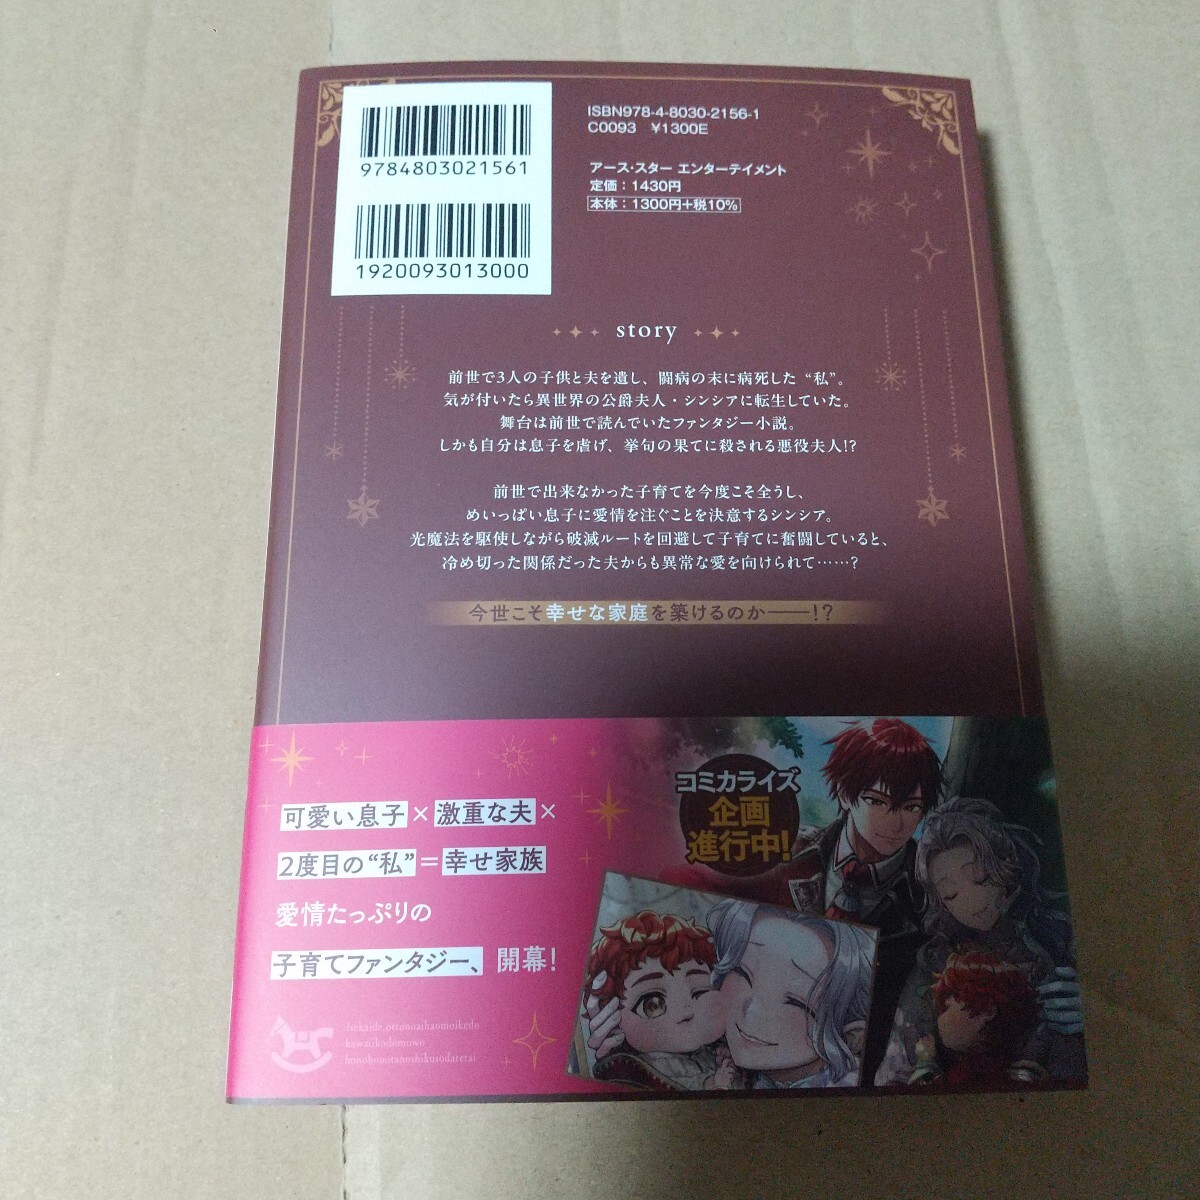 9784803021561
1920093013000
ISBN978-4-8030-2156-1
C0093 ¥1300E
アース・スター エンターテイメント
定価：1430円
本体：1300円+税10%
story
前世で3人の子供と夫を遺し、闘病の末に病死した“私”。
気が付いたら異世界の公爵夫人・シンシアに転生していた。
舞台は前世で読んでいたファンタジー小説。
しかも自分は息子を虐げ、挙句の果てに殺される悪役夫人!?
前世で出来なかった子育てを今度こそ全うし、
めいっぱい息子に愛情を注ぐことを決意するシンシア。
光魔法を駆使しながら破滅ルートを回避して子育てに奮闘していると、
冷め切った関係だった夫からも異常な愛を向けられて……?
今世こそ幸せな家庭を築けるのか――!?
可愛い息子×激重な夫×
2度目の“私”＝幸せ家族
愛情たっぷりの
子育てファンタジー、開幕!
コミカライズ
企画
進行中!
Isekaide,ottonoaihaomoikedo
kawaiikodomowo
honobonotanoshikusodatetai